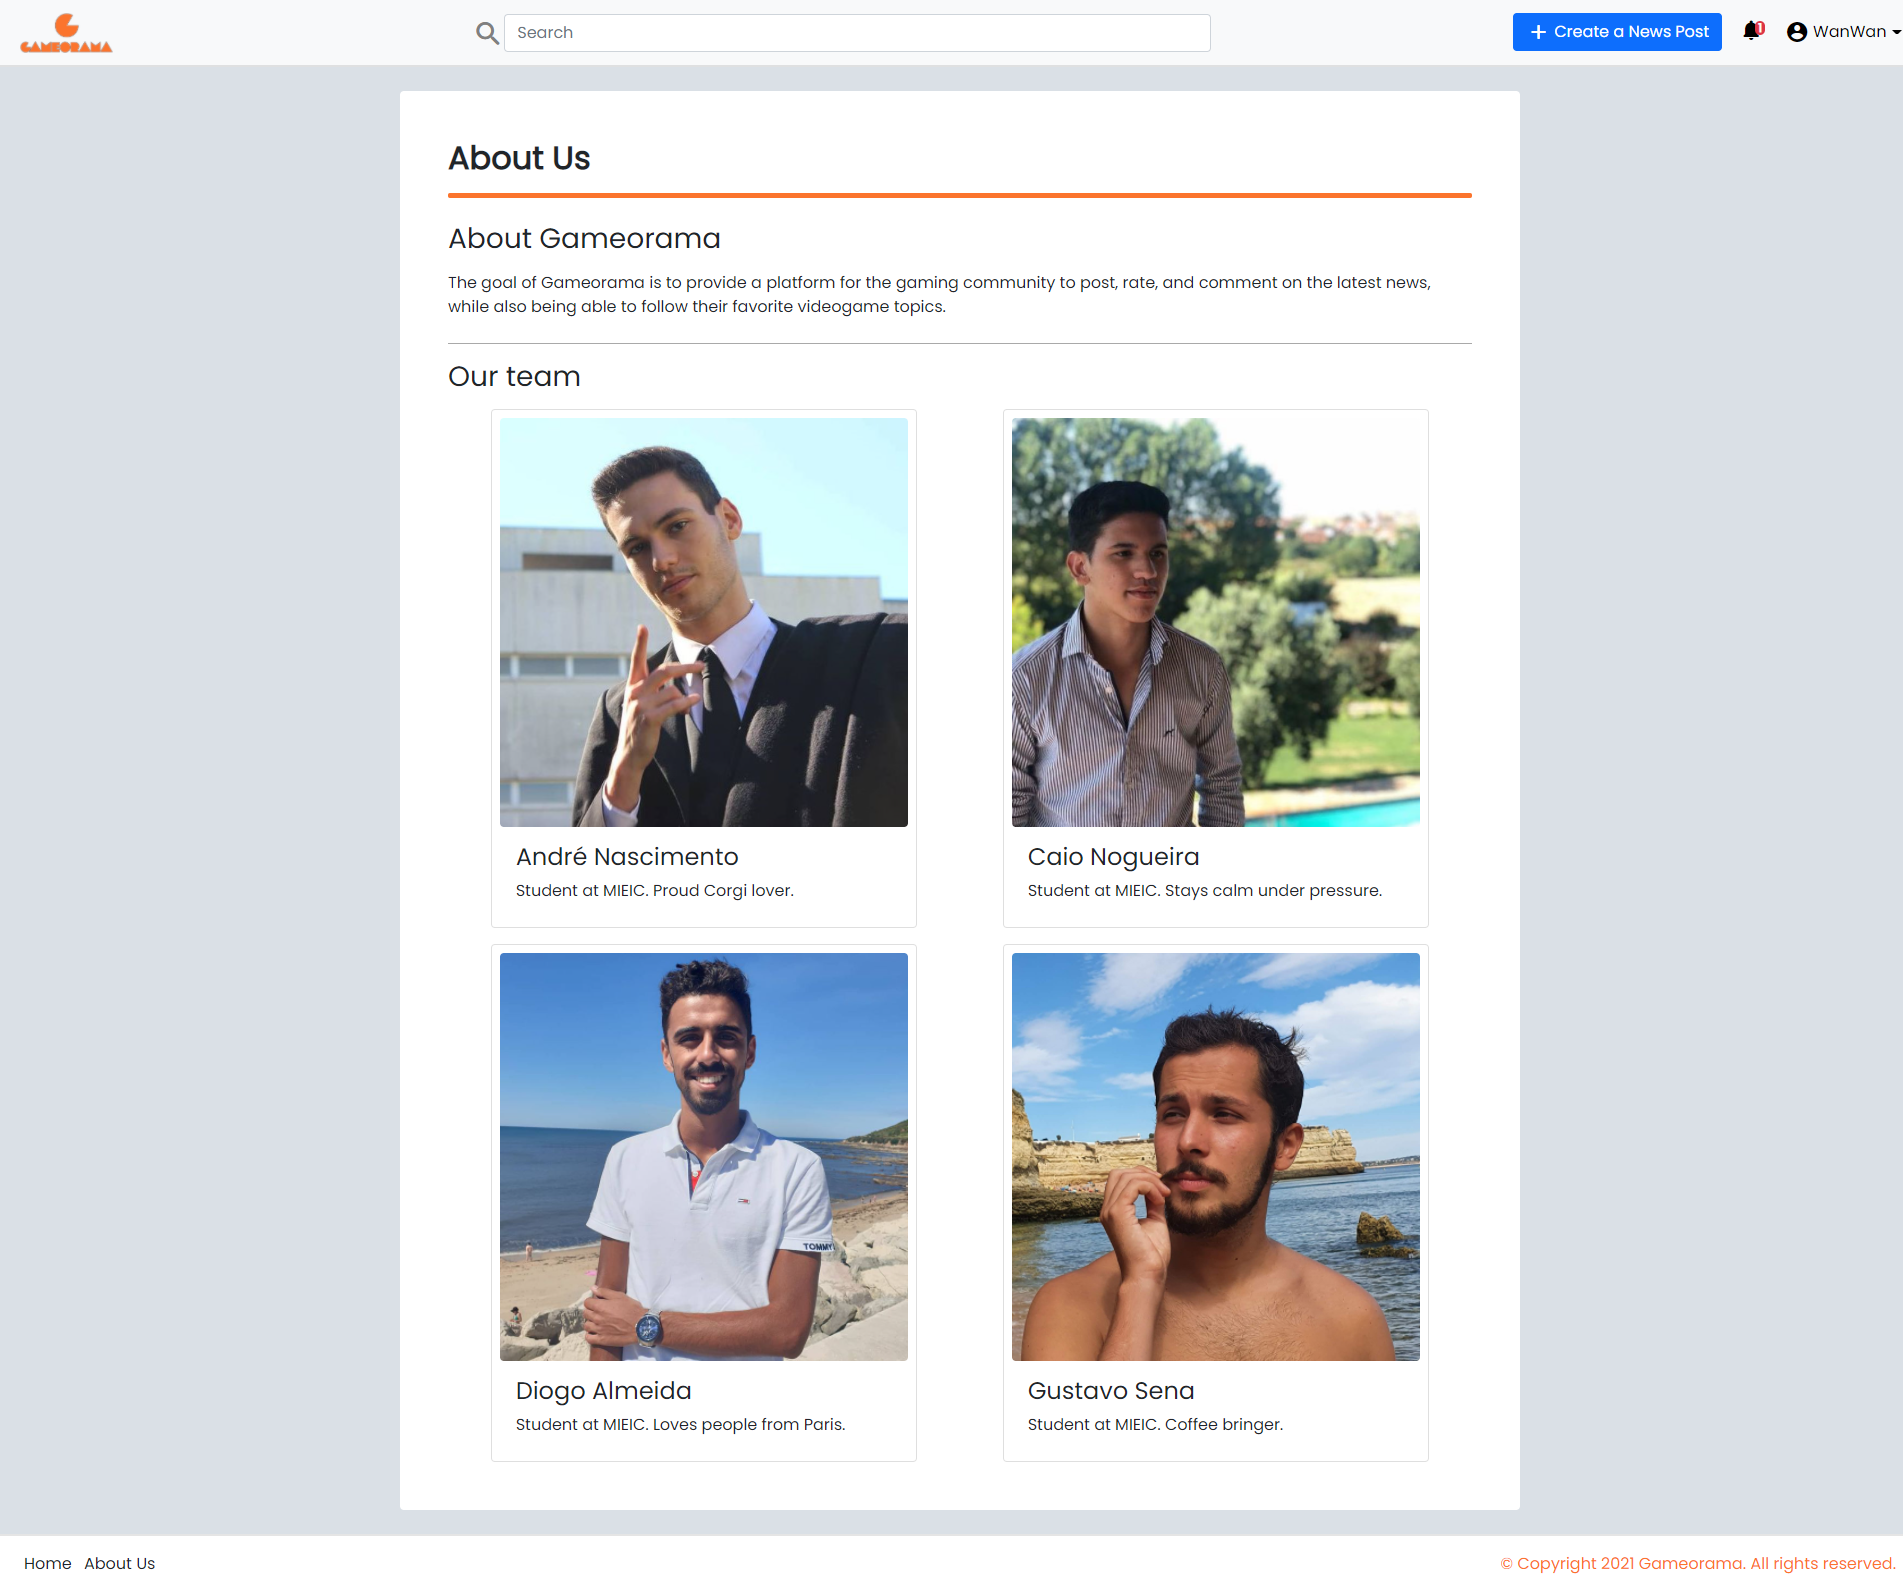 GAMEORAMA
Search
Create a News Post
1
WanWan
About Us
About Gameorama
The goal of Gameorama is to provide a platform for the gaming community to post, rate, and comment on the latest news,
while also being able to follow their favorite videogame topics.
Our team
André Nascimento
Student at MIEIC. Proud Corgi lover.
Caio Nogueira
Student at MIEIC. Stays calm under pressure.
TOMMY
Diogo Almeida
Student at MIEIC. Loves people from Paris.
Gustavo Sena
Student at MIEIC. Coffee bringer.
Home About Us
© Copyright 2021 Gameorama. All rights reserved.